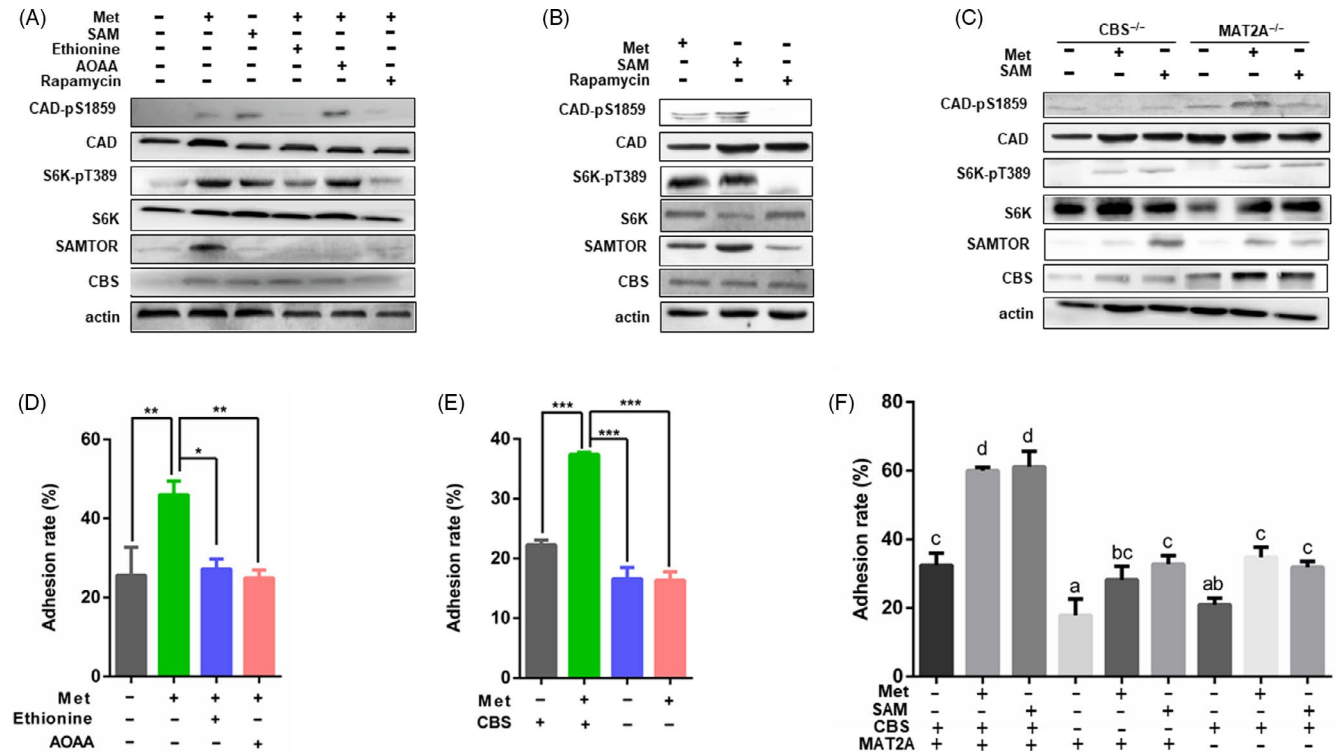 (A)
Met – + – + + +
SAM – – + – – –
Ethionine – – – + – –
AOAA – – – – + –
Rapamycin – – – – – +
CAD-pS1859
CAD
S6K-pT389
S6K
SAMTOR
CBS
actin
(B)
Met + – –
SAM – + –
Rapamycin – – +
CAD-pS1859
CAD
S6K-pT389
S6K
SAMTOR
CBS
actin
(C)
CBS–/– MAT2A–/–
Met – + – – + –
SAM – – + – – +
CAD-pS1859
CAD
S6K-pT389
S6K
SAMTOR
CBS
actin
(D)
Adhesion rate (%)
60
40
20
0
** **
*
Met – + + +
Ethionine – – + –
AOAA – – – +
(E)
Adhesion rate (%)
40
30
20
10
0
*** ***
***
Met – + – +
CBS + + – –
(F)
Adhesion rate (%)
80
60
40
20
0
c d d a bc c ab c c
Met – + – – + – – + –
SAM – – + – – + – – +
CBS + + + – – – + + +
MAT2A + + + + + + – – –